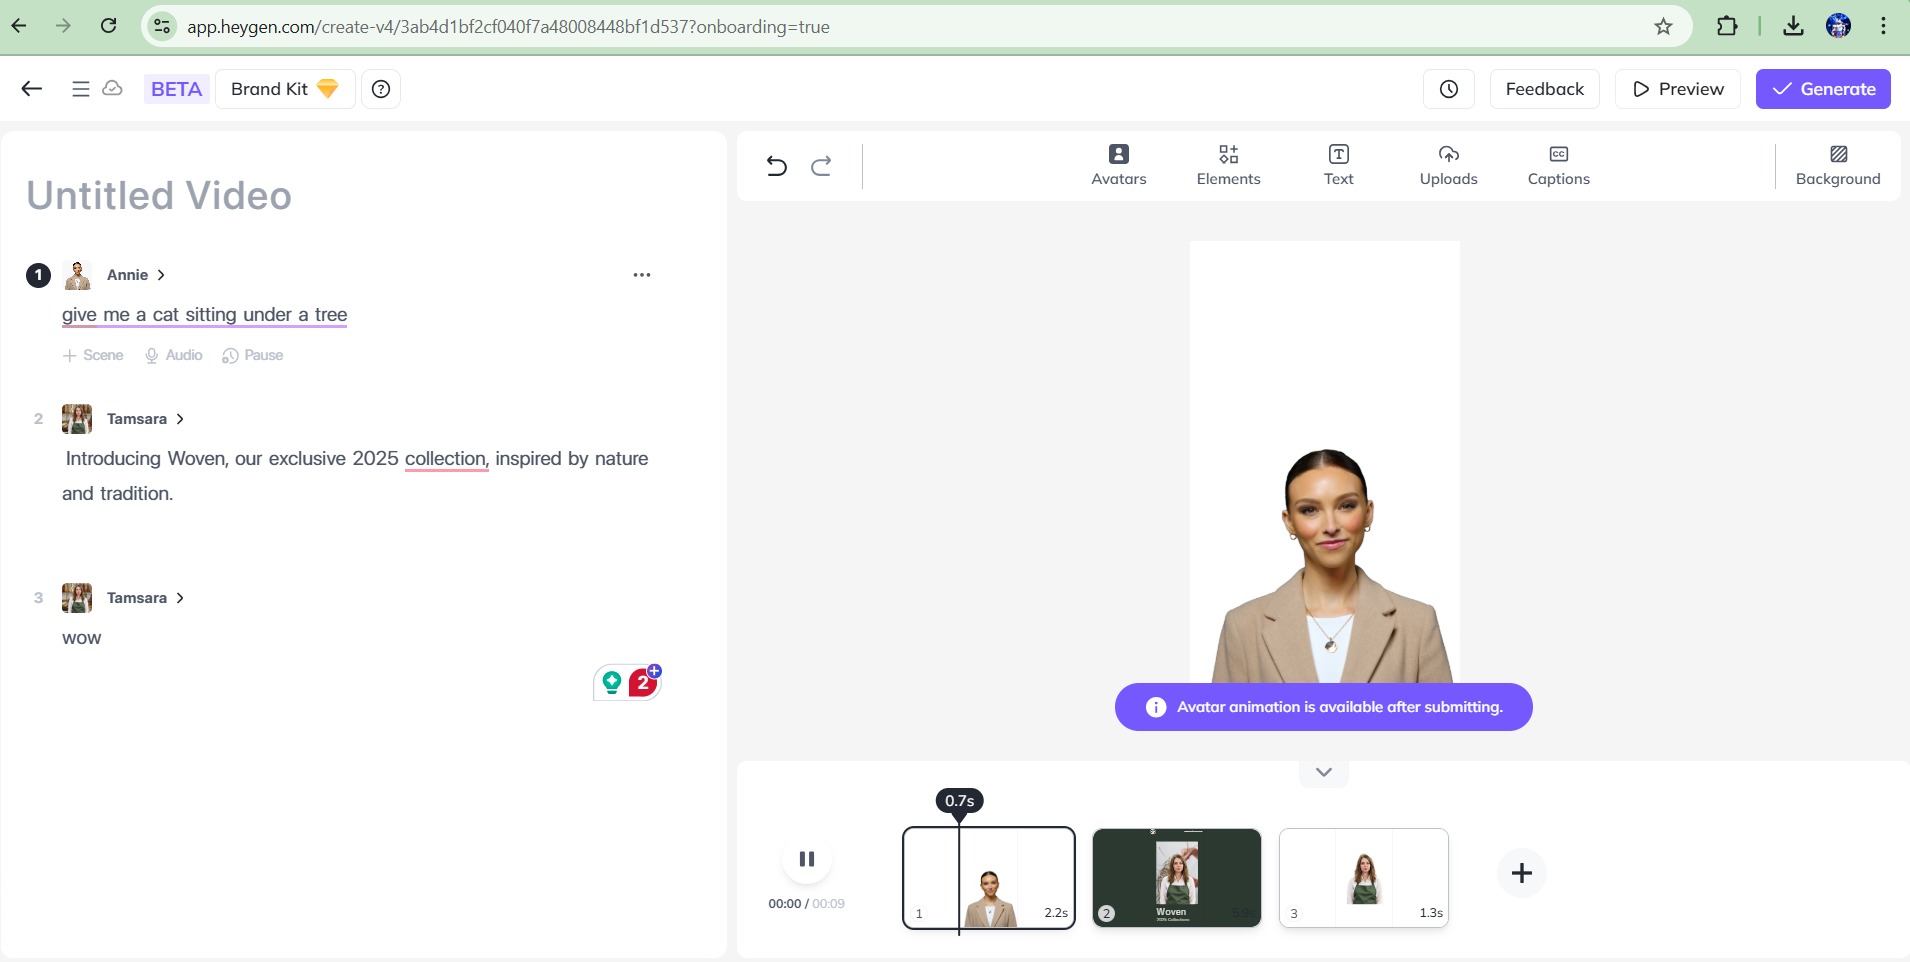 app.heygen.com/create-v4/3ab4d1bf2cf040f7a48008448bf1d537?onboarding=true
BETA
Brand Kit
Feedback
Preview
Generate
Untitled Video
1
Annie
give me a cat sitting under a tree
Scene
Audio
Pause
2
Tamsara
Introducing Woven, our exclusive 2025 collection, inspired by nature
and tradition.
3
Tamsara
wow
2
Avatars
Elements
Text
Uploads
CC
Captions
Background
Avatar animation is available after submitting.
0.7s
00:00 / 00:09
1
2.2s
2
Woven
2025 Collections
3
1.3s